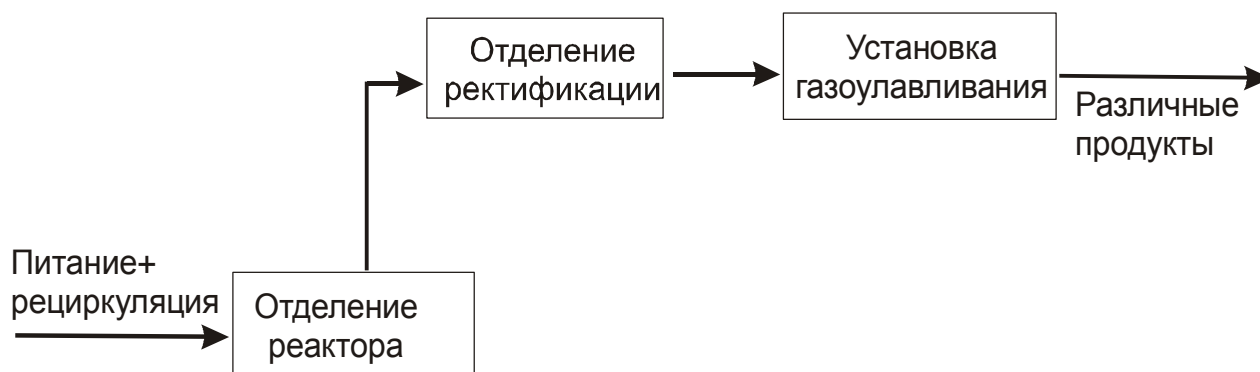 Отделение
ректификации
Установка
газоулавливания
Различные
продукты
Питание+
рециркуляция
Отделение
реактора